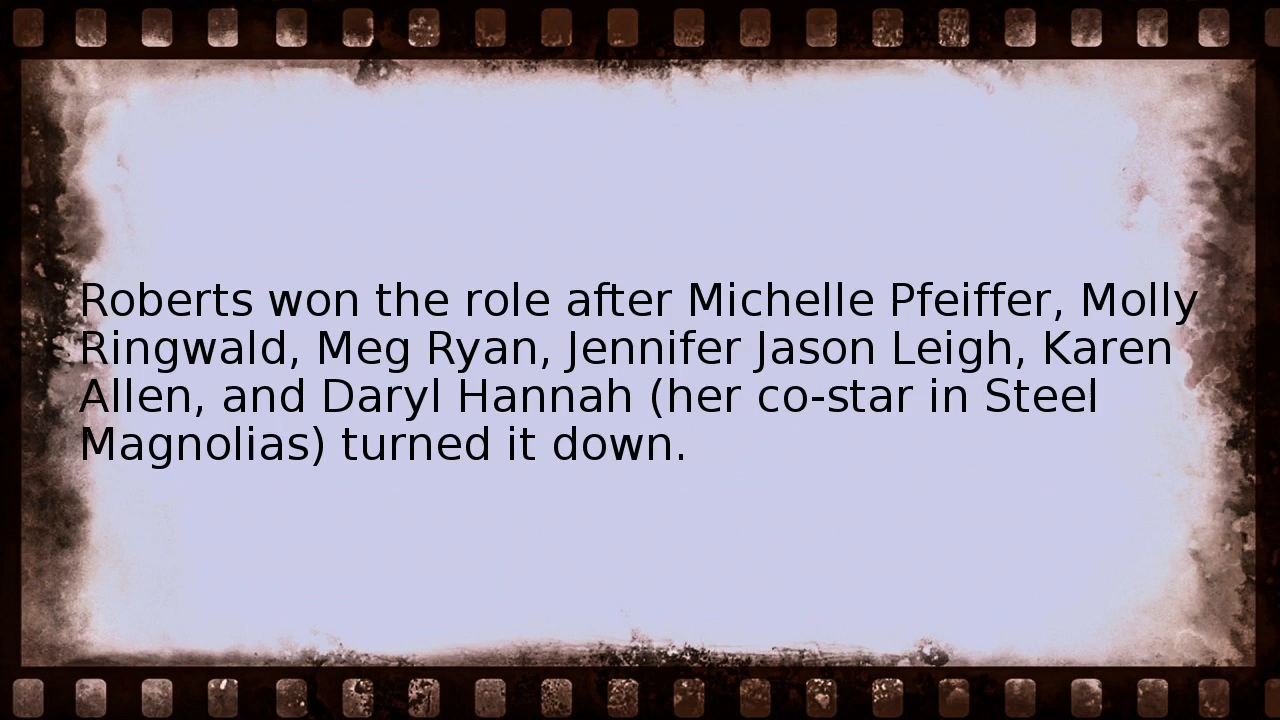 Roberts won the role after Michelle Pfeiffer, Molly
Ringwald, Meg Ryan, Jennifer Jason Leigh, Karen
Allen, and Daryl Hannah (her co-star in Steel
Magnolias) turned it down.